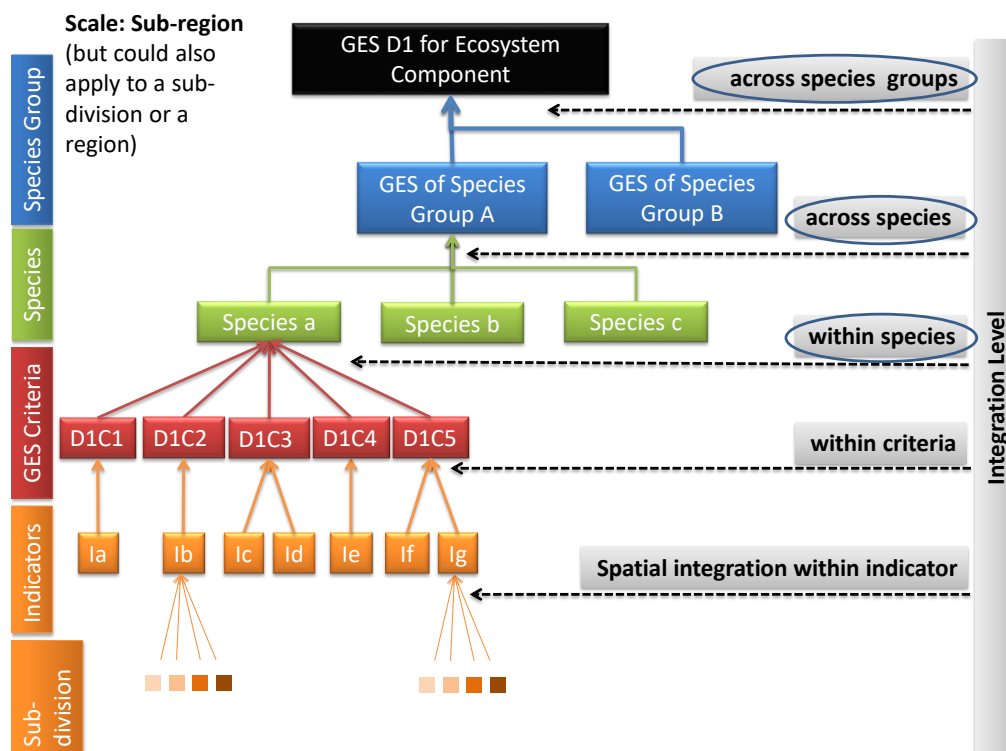 Scale: Sub-region
(but could also
apply to a sub-
division or a
region)
GES D1 for Ecosystem
Component
across species groups
Species Group
GES of Species
Group A
GES of Species
Group B
across species
Species
Species a
Species b
Species c
within species
Integration Level
GES Criteria
D1C1
D1C2
D1C3
D1C4
D1C5
within criteria
Indicators
Ia
Ib
Ic
Id
Ie
If
Ig
Spatial integration within indicator
Sub-
division